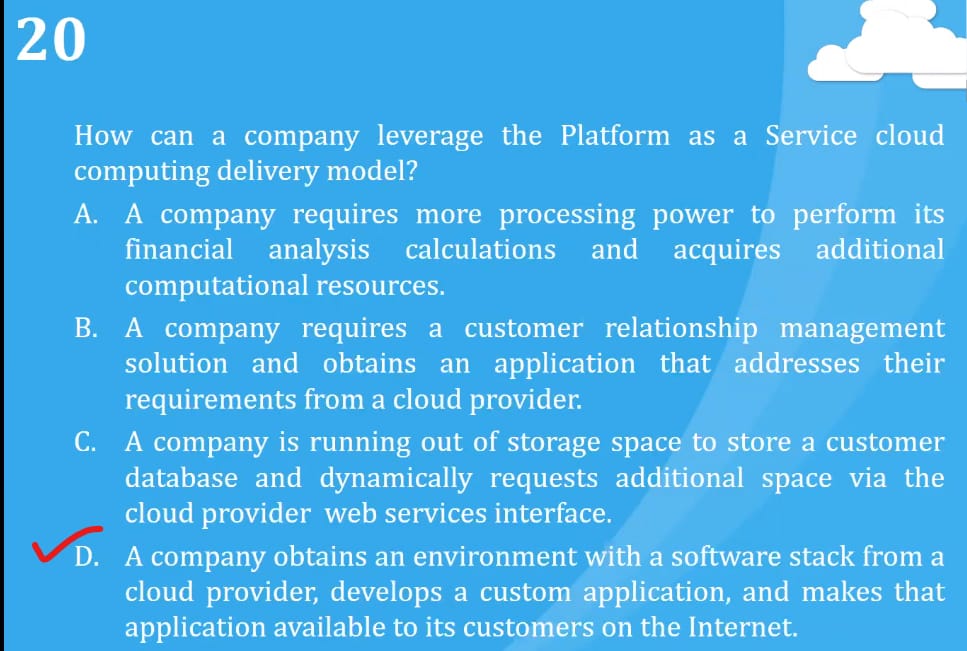 20
How can a company leverage the Platform as a Service cloud
computing delivery model?
A. A company requires more processing power to perform its
financial analysis calculations and acquires additional
computational resources.
B. A company requires a customer relationship management
solution and obtains an application that addresses their
requirements from a cloud provider.
C. A company is running out of storage space to store a customer
database and dynamically requests additional space via the
cloud provider web services interface.
D. A company obtains an environment with a software stack from a
cloud provider, develops a custom application, and makes that
application available to its customers on the Internet.